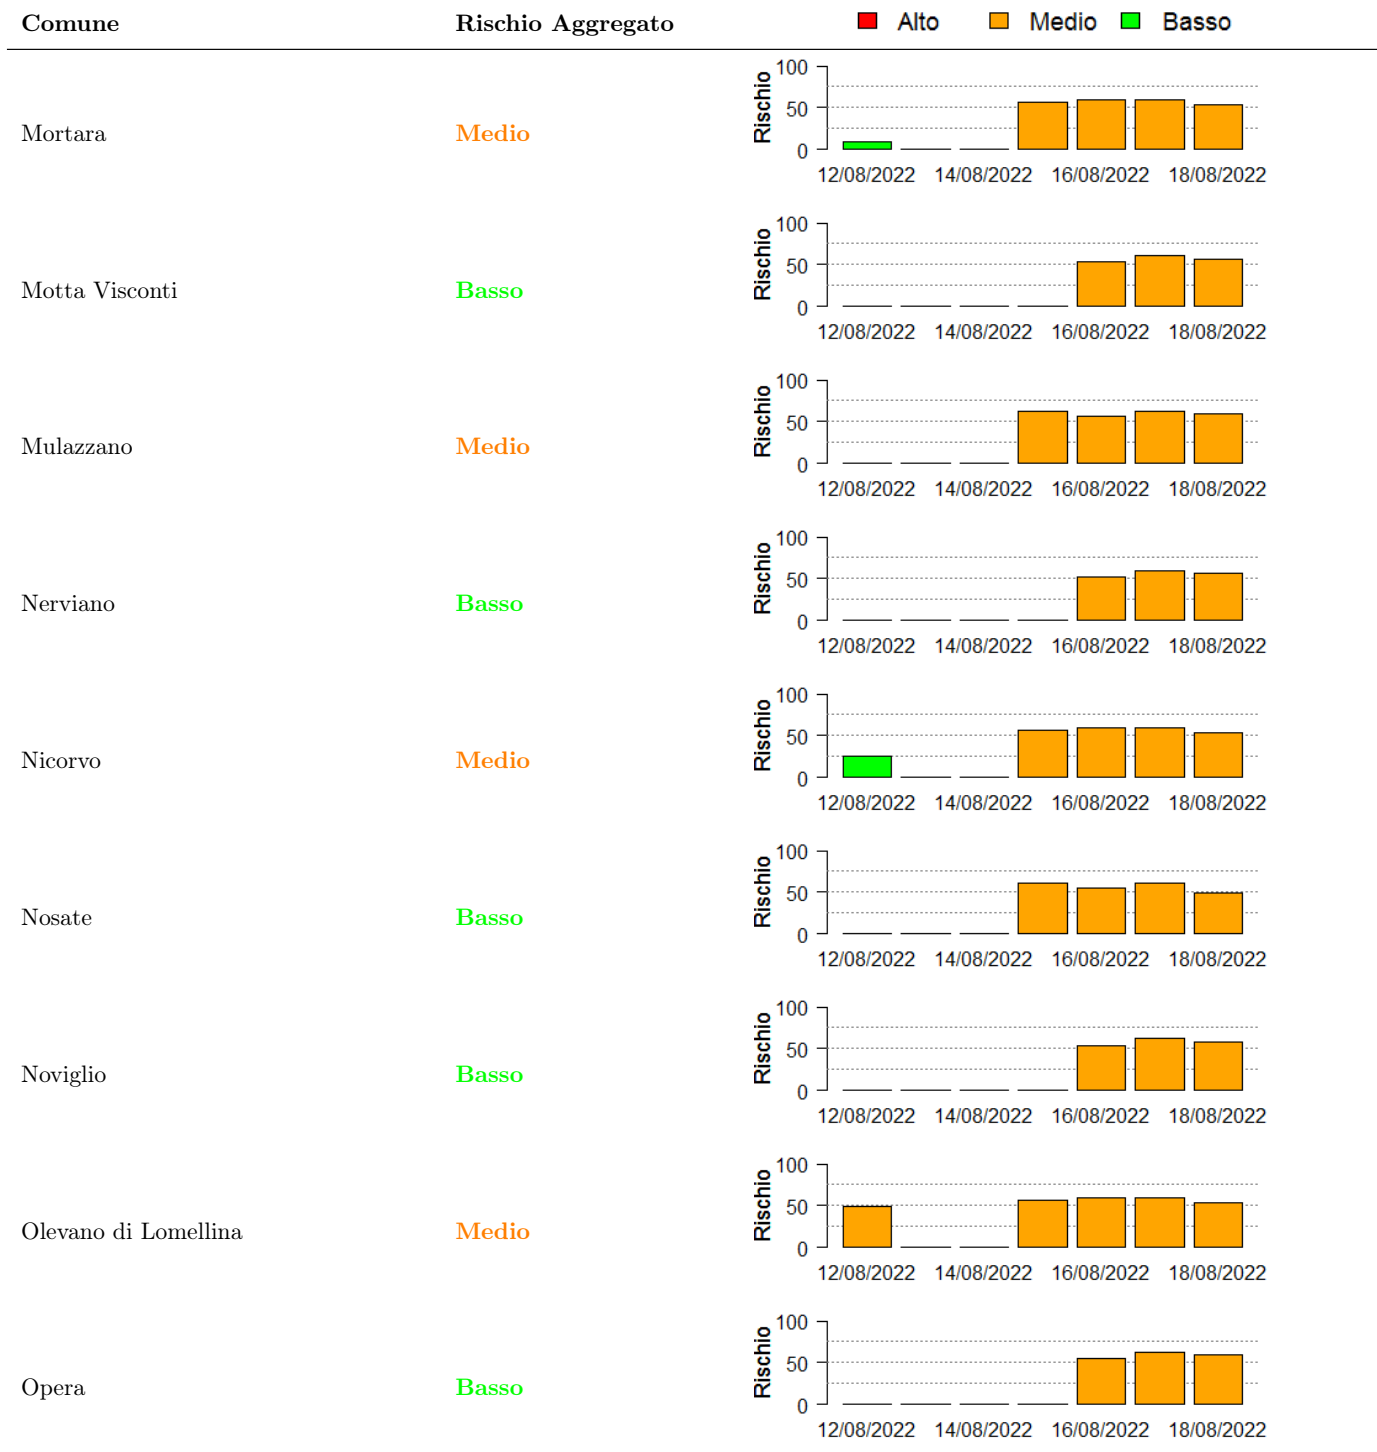 Comune Rischio Aggregato Alto Medio Basso
Mortara Medio
Rischio
100
50
0
12/08/2022 14/08/2022 16/08/2022 18/08/2022
Motta Visconti Basso
Rischio
100
50
0
12/08/2022 14/08/2022 16/08/2022 18/08/2022
Mulazzano Medio
Rischio
100
50
0
12/08/2022 14/08/2022 16/08/2022 18/08/2022
Nerviano Basso
Rischio
100
50
0
12/08/2022 14/08/2022 16/08/2022 18/08/2022
Nicorvo Medio
Rischio
100
50
0
12/08/2022 14/08/2022 16/08/2022 18/08/2022
Nosate Basso
Rischio
100
50
0
12/08/2022 14/08/2022 16/08/2022 18/08/2022
Noviglio Basso
Rischio
100
50
0
12/08/2022 14/08/2022 16/08/2022 18/08/2022
Olevano di Lomellina Medio
Rischio
100
50
0
12/08/2022 14/08/2022 16/08/2022 18/08/2022
Opera Basso
Rischio
100
50
0
12/08/2022 14/08/2022 16/08/2022 18/08/2022